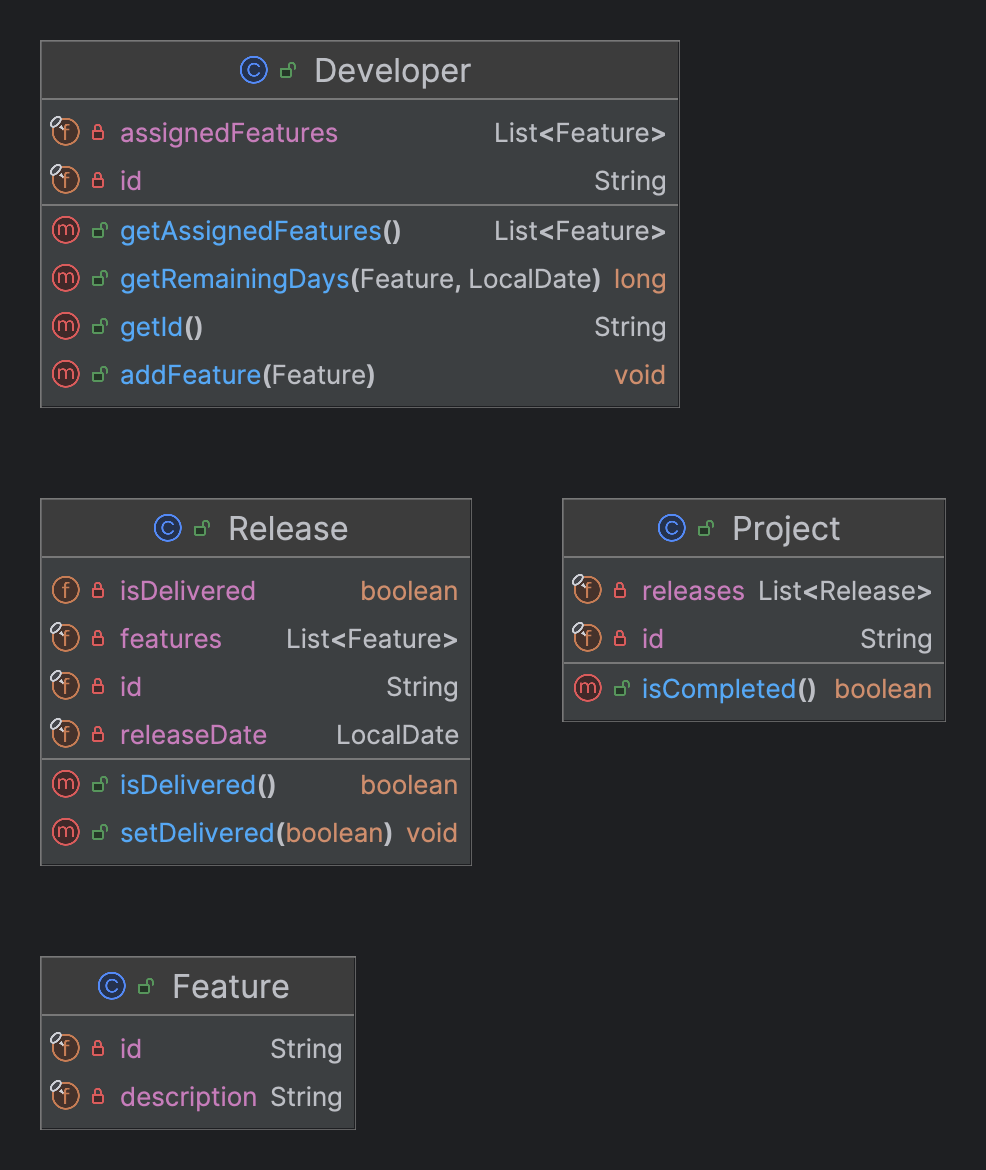 Developer
assignedFeatures List<Feature>
id String
getAssignedFeatures() List<Feature>
getRemainingDays(Feature, LocalDate) long
getId() String
addFeature(Feature) void
Release
isDelivered boolean
features List<Feature>
id String
releaseDate LocalDate
isDelivered() boolean
setDelivered(boolean) void
Project
releases List<Release>
id String
isCompleted() boolean
Feature
id String
description String